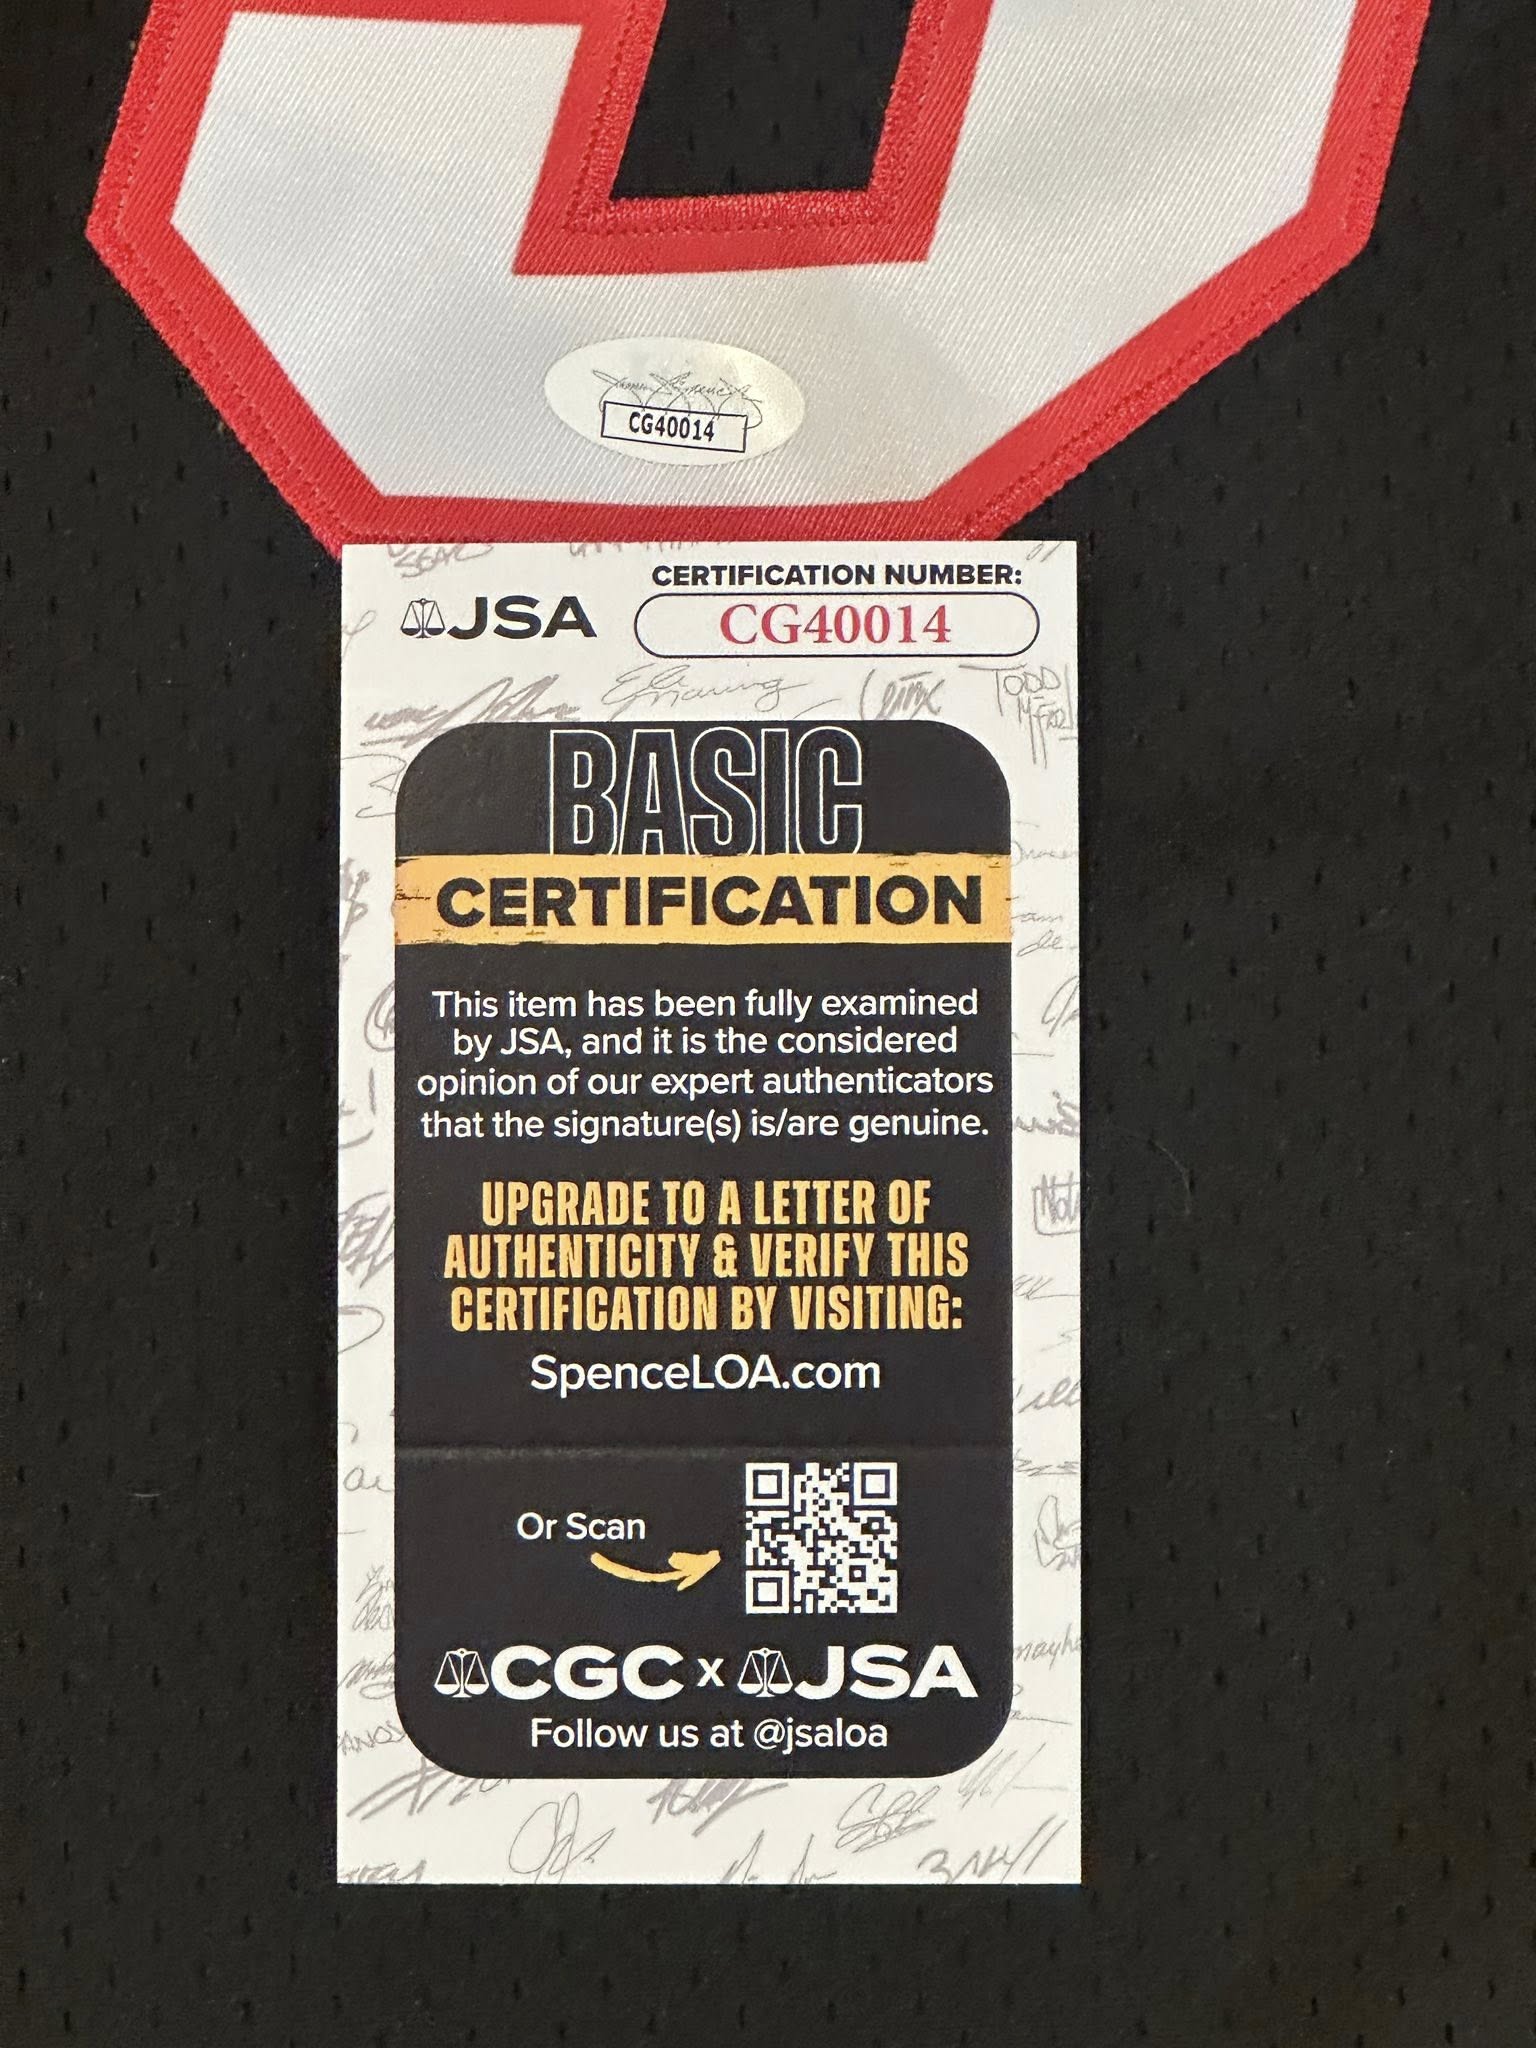 CG40014
CERTIFICATION NUMBER:
JSA
CG40014
TODD
BASIC
CERTIFICATION
This item has been fully examined
by JSA, and it is the considered
opinion of our expert authenticators
that the signature(s) is/are genuine.
UPGRADE TO A LETTER OF
AUTHENTICITY & VERIFY THIS
CERTIFICATION BY VISITING:
SpenceLOA.com
Or Scan
CGC x JSA
Follow us at @jsaloa